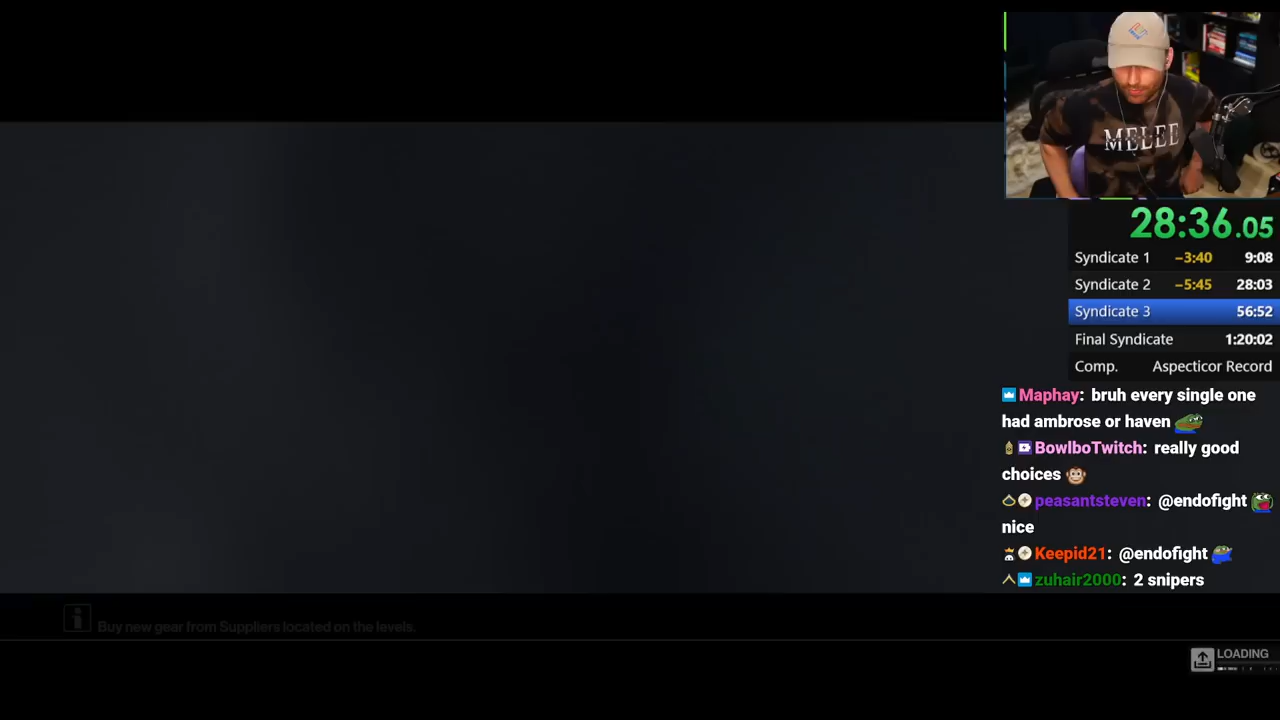 MELEE
28:36.05
Syndicate 1 −3:40 9:08
Syndicate 2 −5:45 28:03
Syndicate 3 56:52
Final Syndicate 1:20:02
Comp. Aspecticor Record
Maphay: bruh every single one
had ambrose or haven
BowlboTwitch: really good
choices
peasantsteven: @endofight
nice
Keepid21: @endofight
zuhair2000: 2 snipers
Buy new gear from Suppliers located on the levels.
LOADING